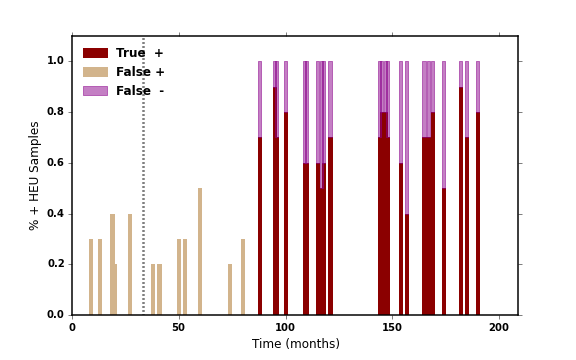 % + HEU Samples
1.0
0.8
0.6
0.4
0.2
0.0
True +
False +
False -
0 50 100 150 200
Time (months)